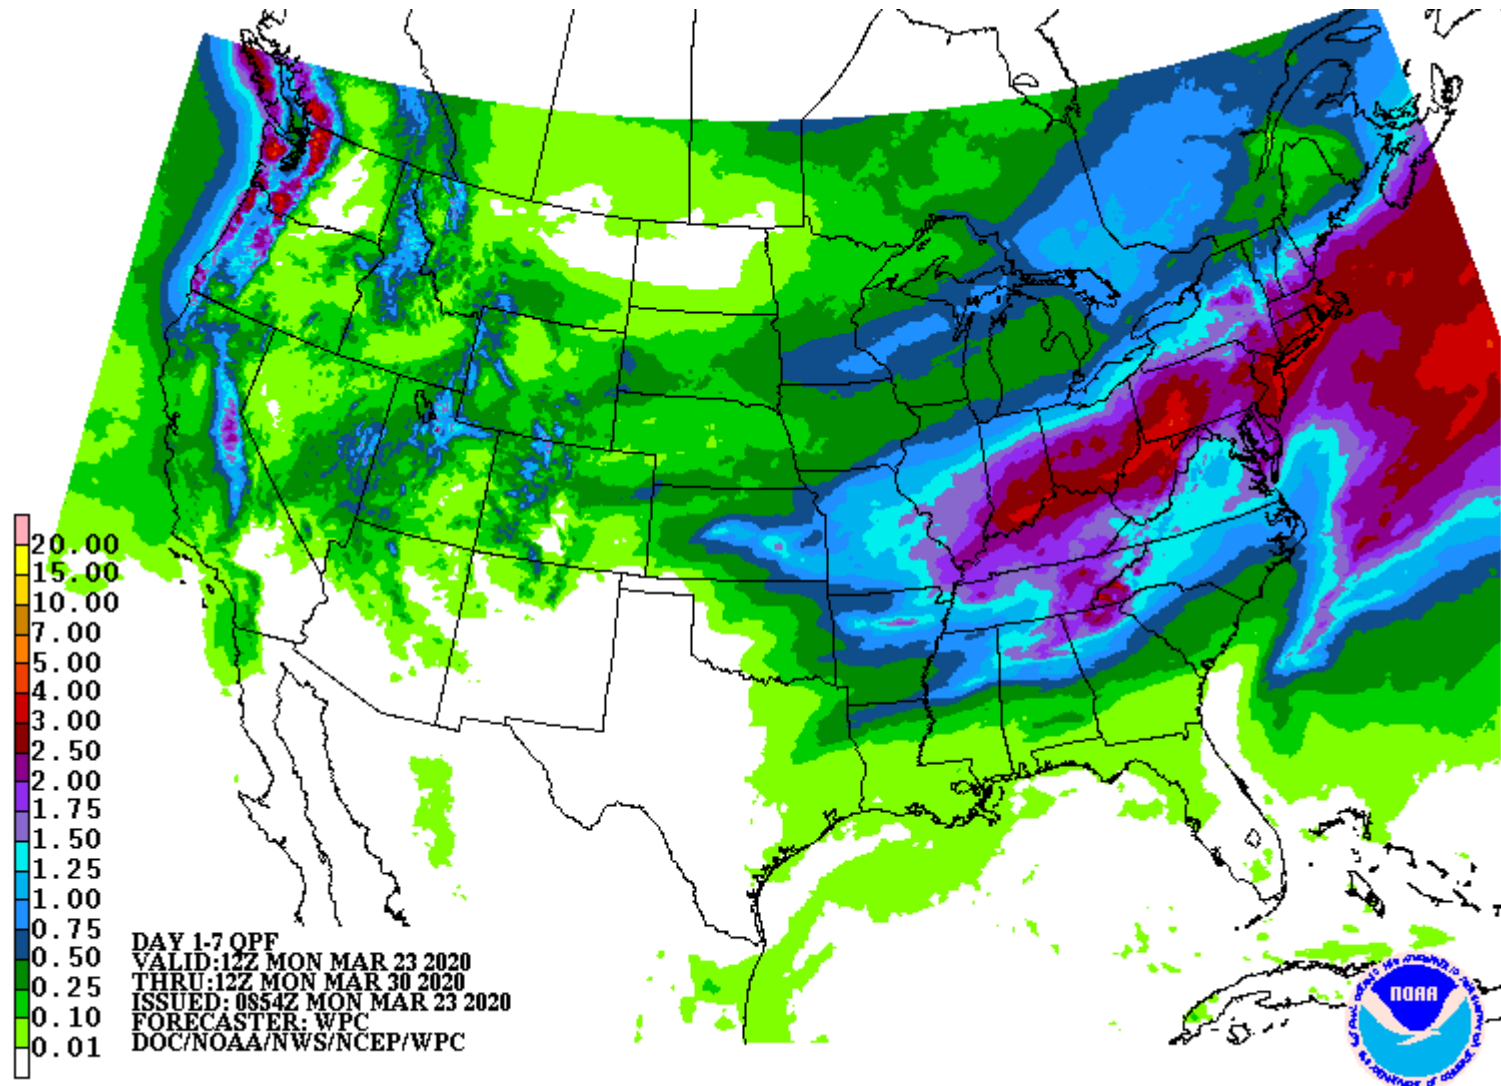 20.00
15.00
10.00
7.00
5.00
4.00
3.00
2.50
2.00
1.75
1.50
1.25
1.00
0.75
0.50
0.25
0.10
0.01
DAY 1-7 QPF
VALID:12Z MON MAR 23 2020
THRU:12Z MON MAR 30 2020
ISSUED: 0854Z MON MAR 23 2020
FORECASTER: WPC
DOC/NOAA/NWS/NCEP/WPC
NOAA